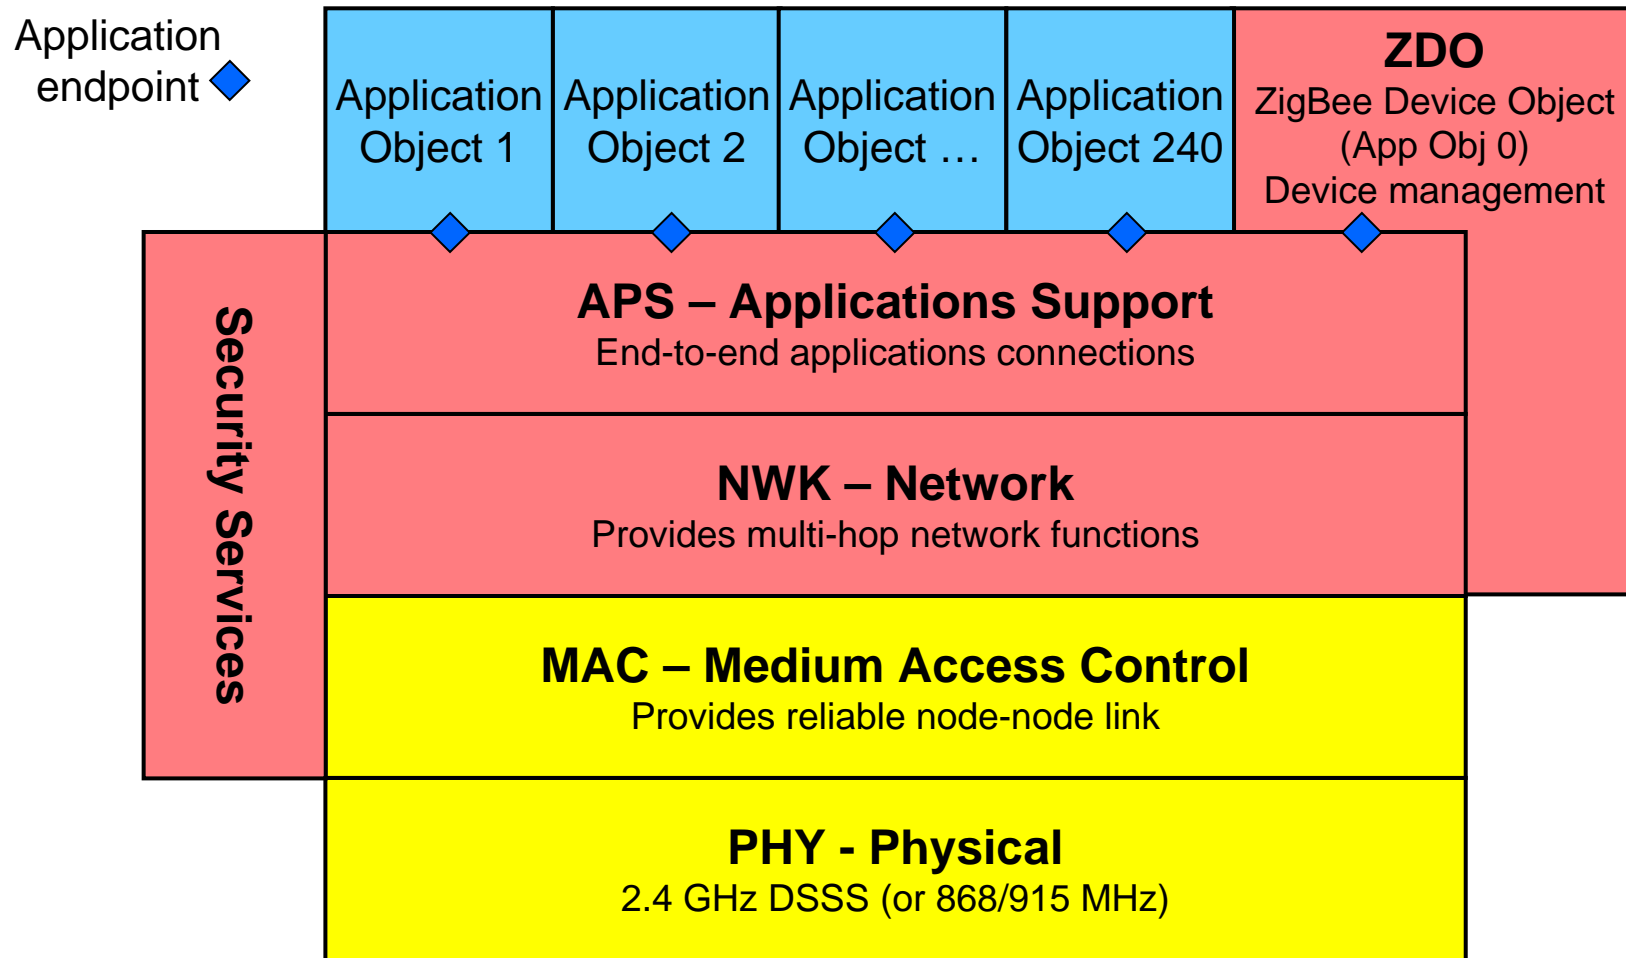 Application
endpoint
Application
Object 1
Application
Object 2
Application
Object …
Application
Object 240
ZDO
ZigBee Device Object
(App Obj 0)
Device management
Security Services
APS – Applications Support
End-to-end applications connections
NWK – Network
Provides multi-hop network functions
MAC – Medium Access Control
Provides reliable node-node link
PHY - Physical
2.4 GHz DSSS (or 868/915 MHz)